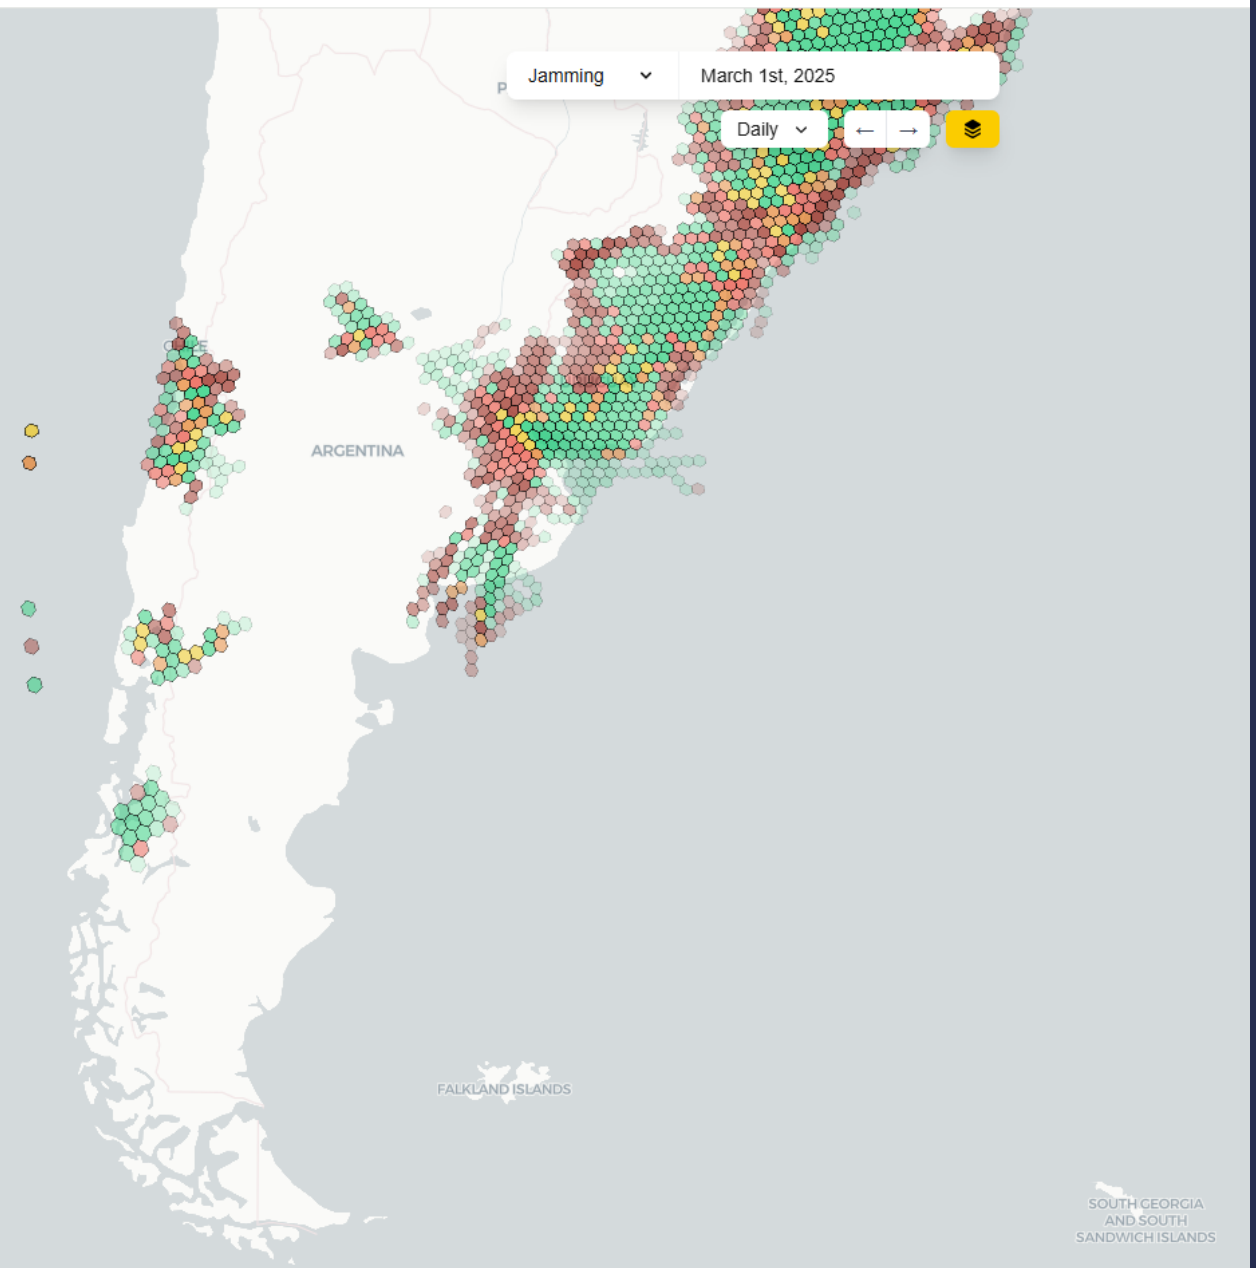 Jamming
March 1st, 2025
Daily
ARGENTINA
FALKLAND ISLANDS
SOUTH GEORGIA
AND SOUTH
SANDWICH ISLANDS